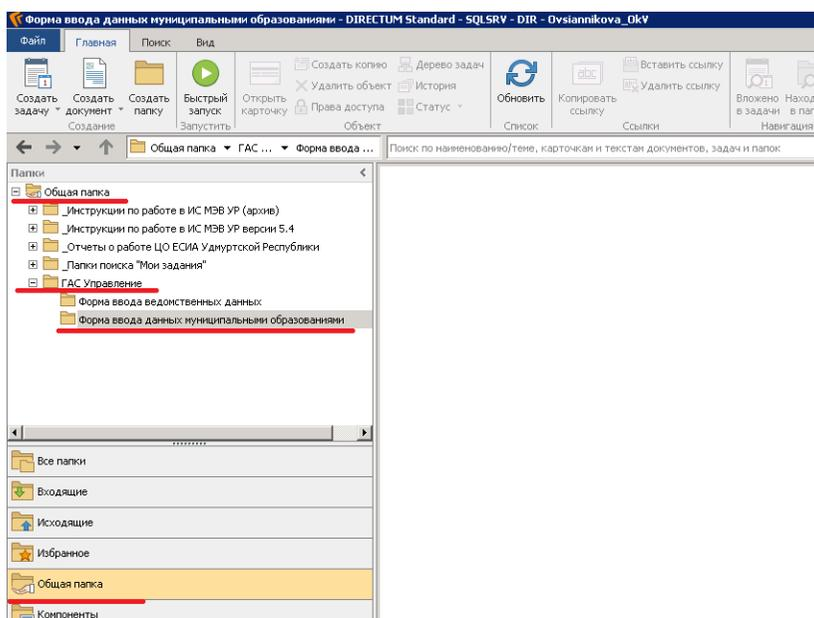 Форма ввода данных муниципальными образованиями - DIRECTUM Standard - SQLSRV - DIR - Ovsiannikova_OkV
Файл Главная Поиск Вид
Создать задачу
Создать документ
Создать папку
Создание
Быстрый запуск
Запустить
Открыть карточку
Создать копию
Удалить объект
Права доступа
Дерево задач
История
Статус
Объект
Обновить
Список
Копировать ссылку
Вставить ссылку
Удалить ссылку
Ссылки
Вложено в задачи
Наход
в пап
Навигация
Общая папка ГАС ... Форма ввода ... Поиск по наименованию/теме, карточкам и текстам документов, задач и папок
Папки
Общая папка
_Инструкции по работе в ИС МЭВ УР (архив)
_Инструкции по работе в ИС МЭВ УР версии 5.4
_Отчеты о работе ЦО ЕСИА Удмуртской Республики
_Папки поиска "Мои задания"
ГАС Управление
Форма ввода ведомственных данных
Форма ввода данных муниципальными образованиями
Все папки
Входящие
Исходящие
Избранное
Общая папка
Компоненты